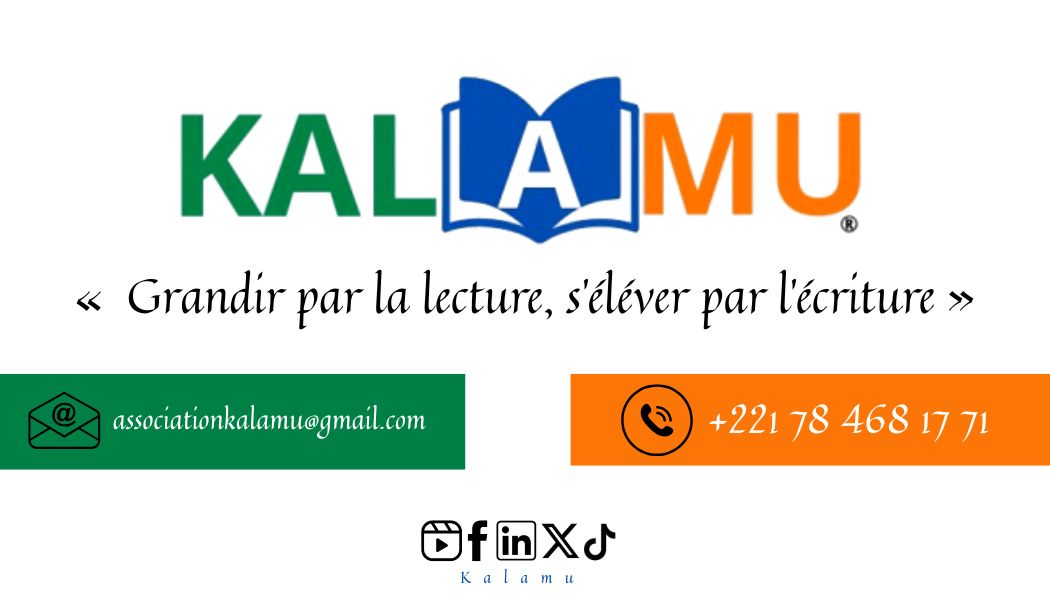 KALAMU®
«  Grandir par la lecture, s'éléver par l'écriture »
associationkalamu@gmail.com
+221 78 468 17 71
Kalamu